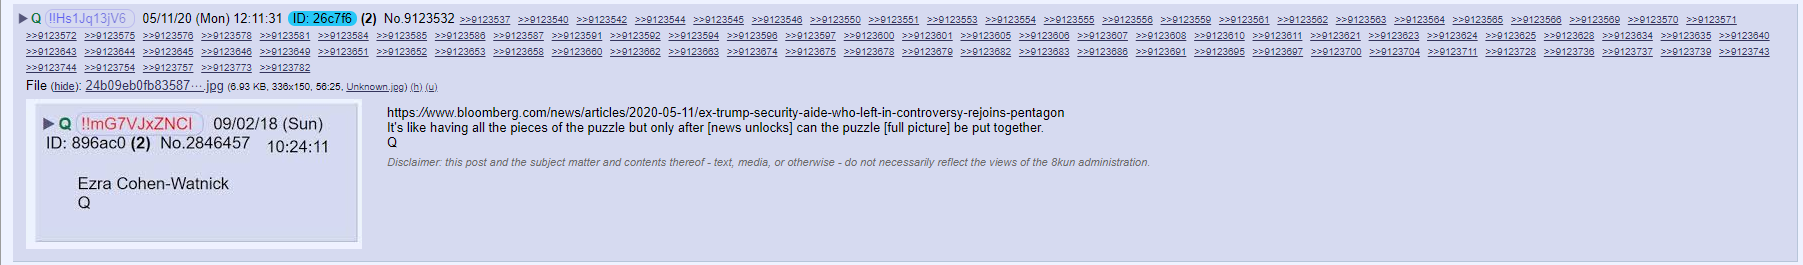 ▶ Q !!Hs1Jq13jV6 05/11/20 (Mon) 12:11:31 ID: 26c7f6 (2) No.9123532 >>9123537 >>9123540 >>9123542 >>9123544 >>9123545 >>9123546 >>9123550 >>9123551 >>9123553 >>9123554 >>9123555 >>9123556 >>9123559 >>9123561 >>9123562 >>9123563 >>9123564 >>9123565 >>9123566 >>9123569 >>9123570 >>9123571
>>9123572 >>9123575 >>9123576 >>9123578 >>9123581 >>9123584 >>9123585 >>9123586 >>9123587 >>9123591 >>9123592 >>9123594 >>9123596 >>9123597 >>9123600 >>9123601 >>9123605 >>9123606 >>9123607 >>9123608 >>9123610 >>9123611 >>9123621 >>9123623 >>9123624 >>9123625 >>9123628 >>9123634 >>9123635 >>9123640
>>9123643 >>9123644 >>9123645 >>9123646 >>9123649 >>9123651 >>9123652 >>9123653 >>9123658 >>9123660 >>9123662 >>9123663 >>9123674 >>9123675 >>9123678 >>9123679 >>9123682 >>9123683 >>9123686 >>9123691 >>9123695 >>9123697 >>9123700 >>9123704 >>9123711 >>9123728 >>9123736 >>9123737 >>9123739 >>9123743
>>9123744 >>9123754 >>9123757 >>9123773 >>9123782
File (hide): 24b09eb0fb83587···.jpg (6.93 KB, 336x150, 56:25, Unknown.jpg) (h) (u)
▶ Q !!mG7VJxZNCI 09/02/18 (Sun)
ID: 896ac0 (2) No.2846457 10:24:11
Ezra Cohen-Watnick
Q
https://www.bloomberg.com/news/articles/2020-05-11/ex-trump-security-aide-who-left-in-controversy-rejoins-pentagon
It's like having all the pieces of the puzzle but only after [news unlocks] can the puzzle [full picture] be put together.
Q
Disclaimer: this post and the subject matter and contents thereof - text, media, or otherwise - do not necessarily reflect the views of the 8kun administration.